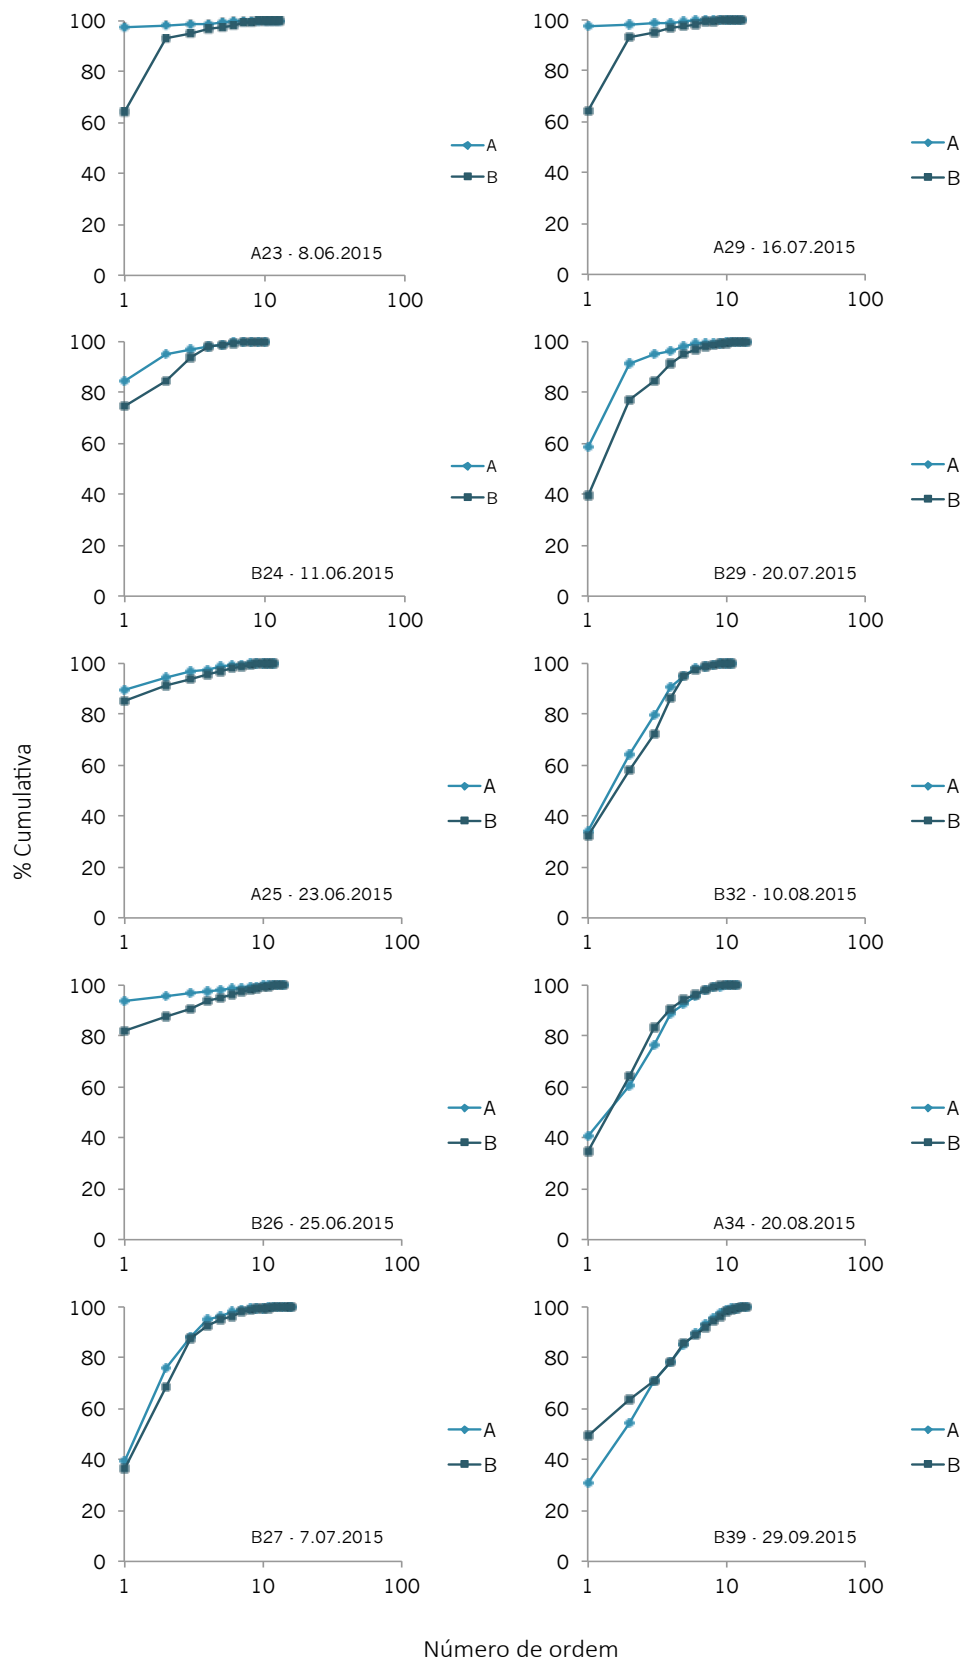 100
80
60
40
20
0
1
10
100
A
B
A23 - 8.06.2015
100
80
60
40
20
0
1
10
100
A
B
A29 - 16.07.2015
100
80
60
40
20
0
1
10
100
A
B
B24 - 11.06.2015
100
80
60
40
20
0
1
10
100
A
B
B29 - 20.07.2015
100
80
60
40
20
0
1
10
100
A
B
A25 - 23.06.2015
100
80
60
40
20
0
1
10
100
A
B
B32 - 10.08.2015
% Cumulativa
100
80
60
40
20
0
1
10
100
A
B
B26 - 25.06.2015
100
80
60
40
20
0
1
10
100
A
B
A34 - 20.08.2015
100
80
60
40
20
0
1
10
100
A
B
B27 - 7.07.2015
100
80
60
40
20
0
1
10
100
A
B
B39 - 29.09.2015
Número de ordem